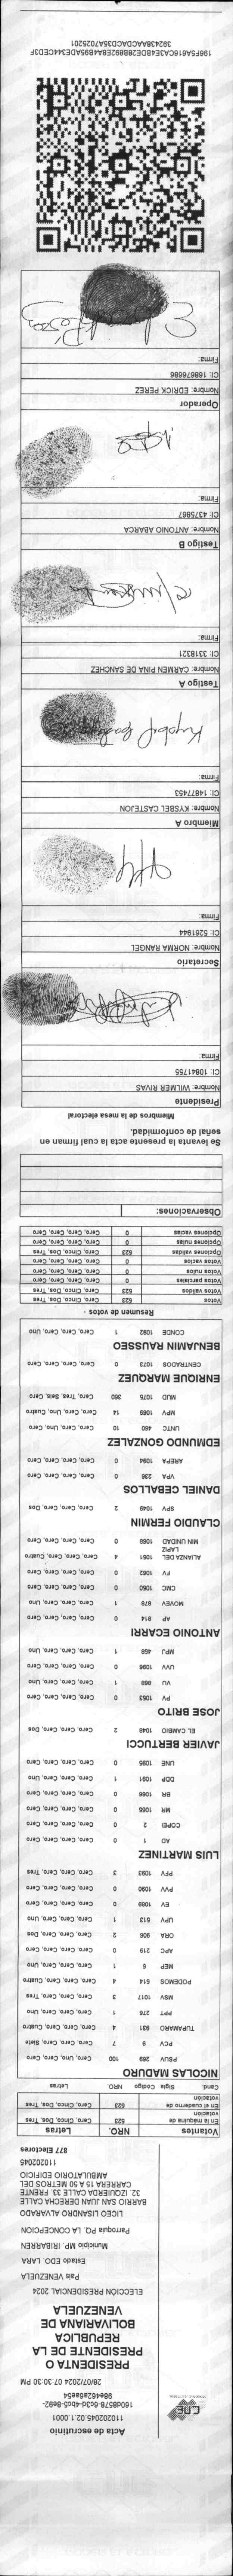 CNE
Acta de escrutinio
110202045.02.1.0001
28/07/2024 07:30:30 PM
PRESIDENTA O
PRESIDENTE DE LA
REPUBLICA
BOLIVARIANA DE
VENEZUELA
ELECCIÓN PRESIDENCIAL 2024
País VENEZUELA
Estado EDO. LARA
Municipio MP. IRIBARREN
Parroquia PQ. LA CONCEPCION
LICEO LISANDRO ALVARADO
BARRIO SAN JUAN DERECHA CALLE
32. IZQUIERDA CALLE 33. FRENTE
CARRERA 15 A 50 METROS DEL
AMBULATORIO EDIFICIO
110202045
877 Electores
Votantes NRO. Letras
En la máquina de votación 523 Cero, Cinco, Dos, Tres
En el cuaderno de votación 523 Cero, Cinco, Dos, Tres
Cand. Sigla Código NRO. Letras
NICOLAS MADURO
PSUV 269 100 Cero, Uno, Cero, Cero
PCV 9 7 Cero, Cero, Cero, Siete
TUPAMARO 931 4 Cero, Cero, Cero, Cuatro
PPT 276 1 Cero, Cero, Cero, Uno
MSV 1017 3 Cero, Cero, Cero, Tres
PODEMOS 614 4 Cero, Cero, Cero, Cuatro
MEP 6 1 Cero, Cero, Cero, Uno
APC 219 0 Cero, Cero, Cero, Cero
ORA 906 2 Cero, Cero, Cero, Dos
UPV 513 1 Cero, Cero, Cero, Uno
EV 1089 0 Cero, Cero, Cero, Cero
PVV 1090 0 Cero, Cero, Cero, Cero
PFV 1093 3 Cero, Cero, Cero, Tres
LUIS MARTINEZ
AD 1 0 Cero, Cero, Cero, Cero
COPEI 2 0 Cero, Cero, Cero, Cero
MR 1065 0 Cero, Cero, Cero, Cero
BR 1088 0 Cero, Cero, Cero, Cero
DDP 1091 1 Cero, Cero, Cero, Uno
UNE 1095 0 Cero, Cero, Cero, Cero
JAVIER BERTUCCI
EL CAMBIO 1048 2 Cero, Cero, Cero, Dos
JOSE BRITO
PV 1053 0 Cero, Cero, Cero, Cero
VU 868 1 Cero, Cero, Cero, Uno
UVV 1096 0 Cero, Cero, Cero, Cero
MPJ 458 1 Cero, Cero, Cero, Uno
ANTONIO ECARRI
AP 814 0 Cero, Cero, Cero, Cero
MOVEV 878 1 Cero, Cero, Cero, Uno
CMC 1050 0 Cero, Cero, Cero, Cero
FV 1062 0 Cero, Cero, Cero, Cero
ALIANZA DEL LAPIZ 1051 4 Cero, Cero, Cero, Cuatro
MIN UNIDAD 1069 0 Cero, Cero, Cero, Cero
CLAUDIO FERMIN
SPV 1049 2 Cero, Cero, Cero, Dos
DANIEL CEBALLOS
VPA 236 0 Cero, Cero, Cero, Cero
AREPA 1094 0 Cero, Cero, Cero, Cero
EDMUNDO GONZALEZ
UNTC 460 10 Cero, Cero, Uno, Cero
MPV 1069 14 Cero, Cero, Uno, Cuatro
MUD 1075 360 Cero, Tres, Seis, Cero
ENRIQUE MARQUEZ
CENTRADOS 1073 0 Cero, Cero, Cero, Cero
BENJAMIN RAUSSEO
CONDE 1092 1 Cero, Cero, Cero, Uno
Resumen de votos -
Votos 523 Cero, Cinco, Dos, Tres
Votos válidos 523 Cero, Cinco, Dos, Tres
Votos parciales 0 Cero, Cero, Cero, Cero
Votos nulos 0 Cero, Cero, Cero, Cero
Votos vacíos 0 Cero, Cero, Cero, Cero
Opciones válidas 523 Cero, Cinco, Dos, Tres
Opciones nulas 0 Cero, Cero, Cero, Cero
Opciones vacías 0 Cero, Cero, Cero, Cero
Observaciones:
Se levanta la presente acta la cual firman en
señal de conformidad.
Miembros de la mesa electoral
Presidente
Nombre: WILMER RIVAS
CI: 10841755
Firma:
Secretario
Nombre: NORMA RANGEL
CI: 5261944
Firma:
Miembro A
Nombre: KYSBEL CASTEJON
CI: 14877453
Firma:
Testigo A
Nombre: CARMEN PINA DE SANCHEZ
CI: 3318321
Firma:
Testigo B
Nombre: ANTONIO ABARCA
CI: 4375867
Firma:
Operador
Nombre: EDRICK PEREZ
CI: 168676686
Firma: